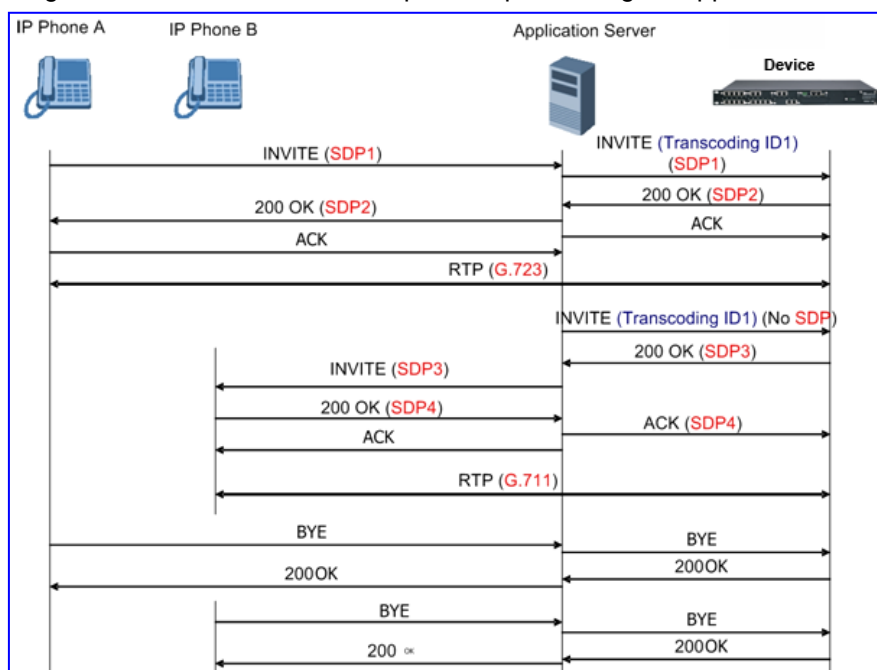 IP Phone A
IP Phone B
Application Server
Device
INVITE (SDP1)
INVITE (Transcoding ID1)
(SDP1)
200 OK (SDP2)
200 OK (SDP2)
ACK
ACK
RTP (G.723)
INVITE (Transcoding ID1) (No SDP)
200 OK (SDP3)
INVITE (SDP3)
200 OK (SDP4)
ACK (SDP4)
ACK
RTP (G.711)
BYE
BYE
200OK
200OK
BYE
BYE
200 OK
200OK